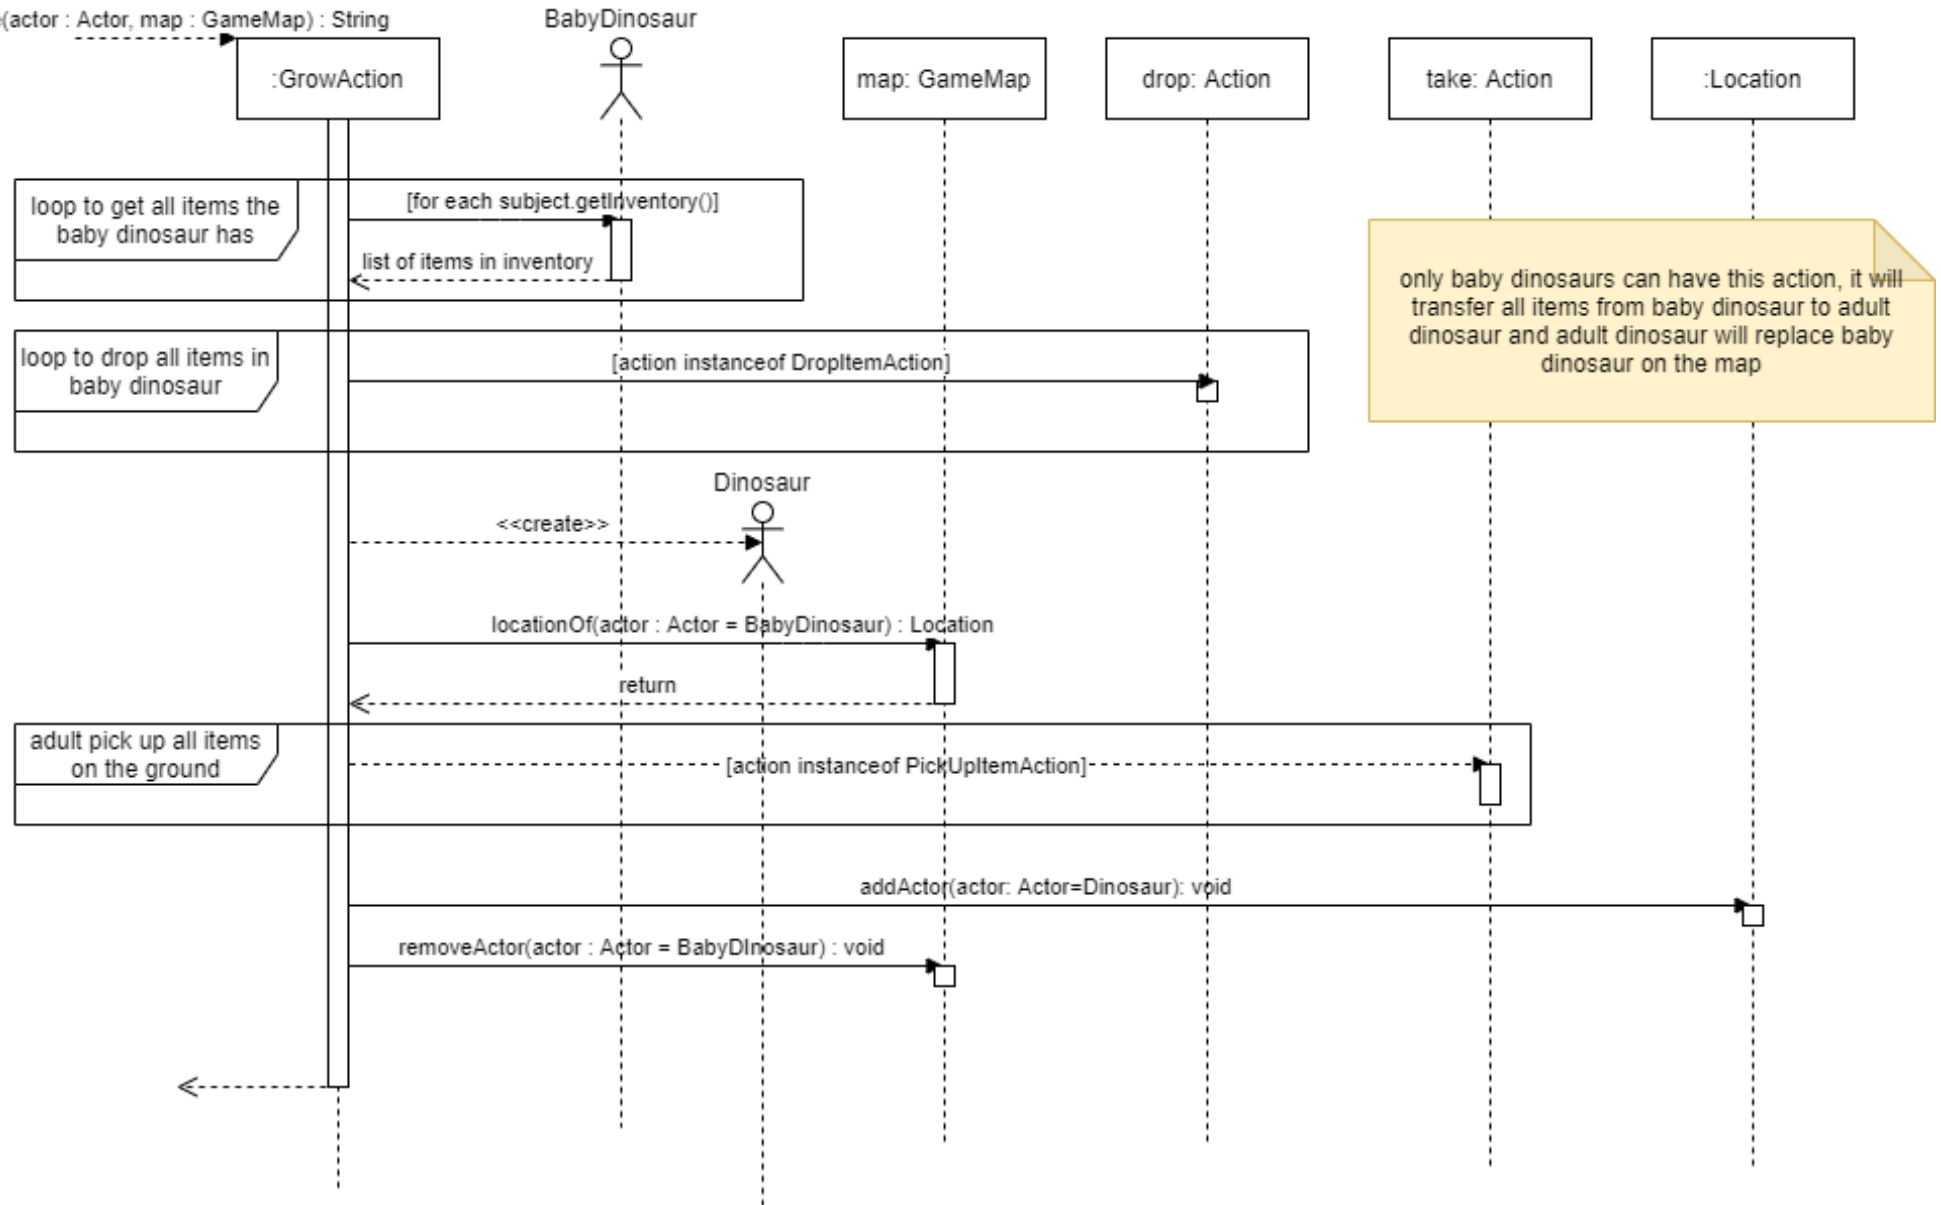 (actor : Actor, map : GameMap) : String
BabyDinosaur
:GrowAction
map: GameMap
drop: Action
take: Action
:Location
loop to get all items the
baby dinosaur has
[for each subject.getInventory()]
list of items in inventory
only baby dinosaurs can have this action, it will
transfer all items from baby dinosaur to adult
dinosaur and adult dinosaur will replace baby
dinosaur on the map
loop to drop all items in
baby dinosaur
[action instanceof DropItemAction]
Dinosaur
<<create>>
locationOf(actor : Actor = BabyDinosaur) : Location
return
adult pick up all items
on the ground
[action instanceof PickUpItemAction]
addActor(actor: Actor=Dinosaur): void
removeActor(actor : Actor = BabyDInosaur) : void